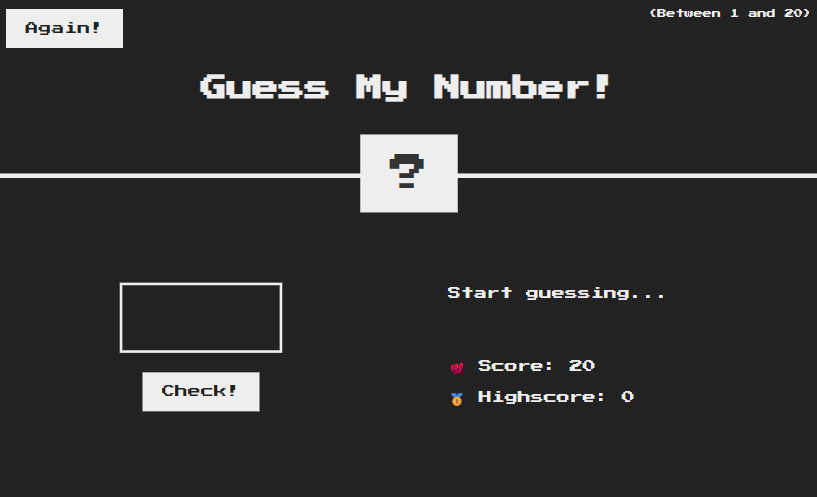 Again!
(Between 1 and 20)
Guess My Number!
?
Start guessing...
Check!
💯 Score: 20
🥇 Highscore: 0